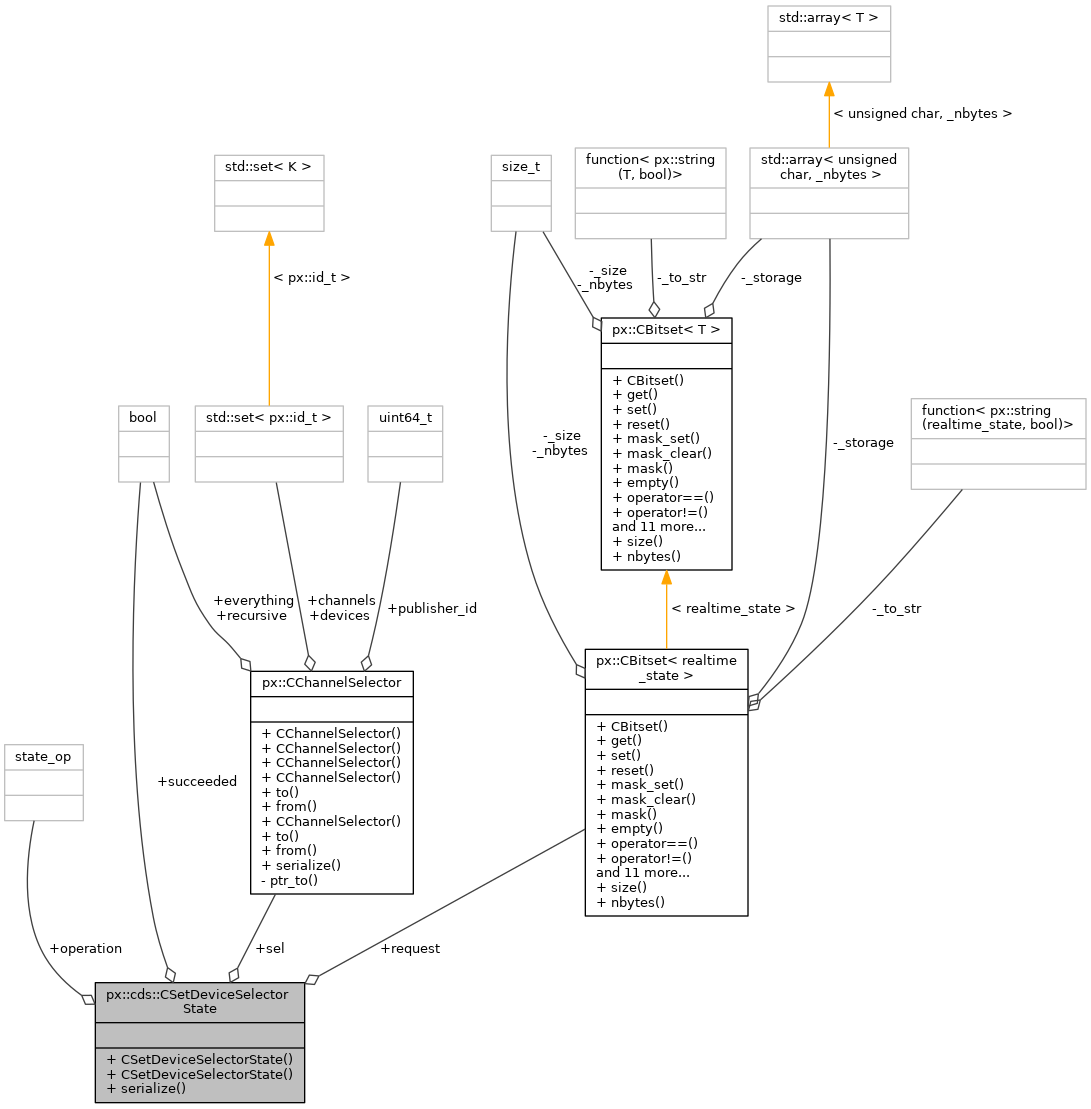 std::array< T >
< unsigned char, _nbytes >
std::set< K >
size_t
function< px::string
(T, bool)>
std::array< unsigned
char, _nbytes >
< px::id_t >
-_size
-_nbytes
-_to_str
-_storage
px::CBitset< T >
+ CBitset()
+ get()
+ set()
+ reset()
+ mask_set()
+ mask_clear()
+ mask()
+ empty()
+ operator==()
+ operator!=()
and 11 more...
+ size()
+ nbytes()
bool
std::set< px::id_t >
uint64_t
function< px::string
(realtime_state, bool)>
-_size
-_nbytes
-_storage
+everything
+recursive
+channels
+devices
+publisher_id
< realtime_state >
-_to_str
px::CChannelSelector
+ CChannelSelector()
+ CChannelSelector()
+ CChannelSelector()
+ CChannelSelector()
+ to()
+ from()
+ CChannelSelector()
+ to()
+ from()
+ serialize()
- ptr_to()
px::CBitset< realtime
_state >
+ CBitset()
+ get()
+ set()
+ reset()
+ mask_set()
+ mask_clear()
+ mask()
+ empty()
+ operator==()
+ operator!=()
and 11 more...
+ size()
+ nbytes()
state_op
+succeeded
+operation
+sel
+request
px::cds::CSetDeviceSelector
State
+ CSetDeviceSelectorState()
+ CSetDeviceSelectorState()
+ serialize()